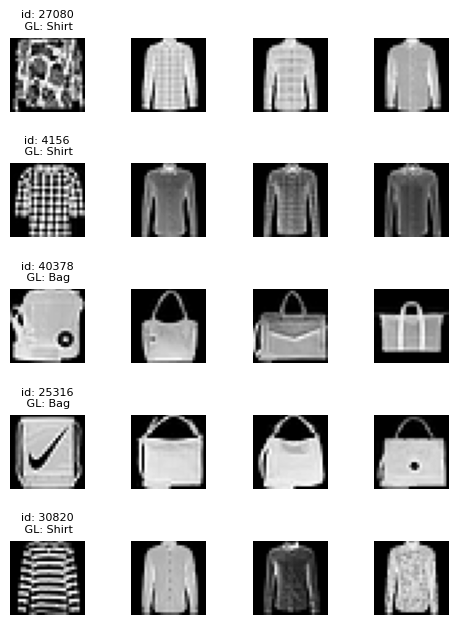 id: 27080
GL: Shirt
id: 4156
GL: Shirt
id: 40378
GL: Bag
id: 25316
GL: Bag
id: 30820
GL: Shirt